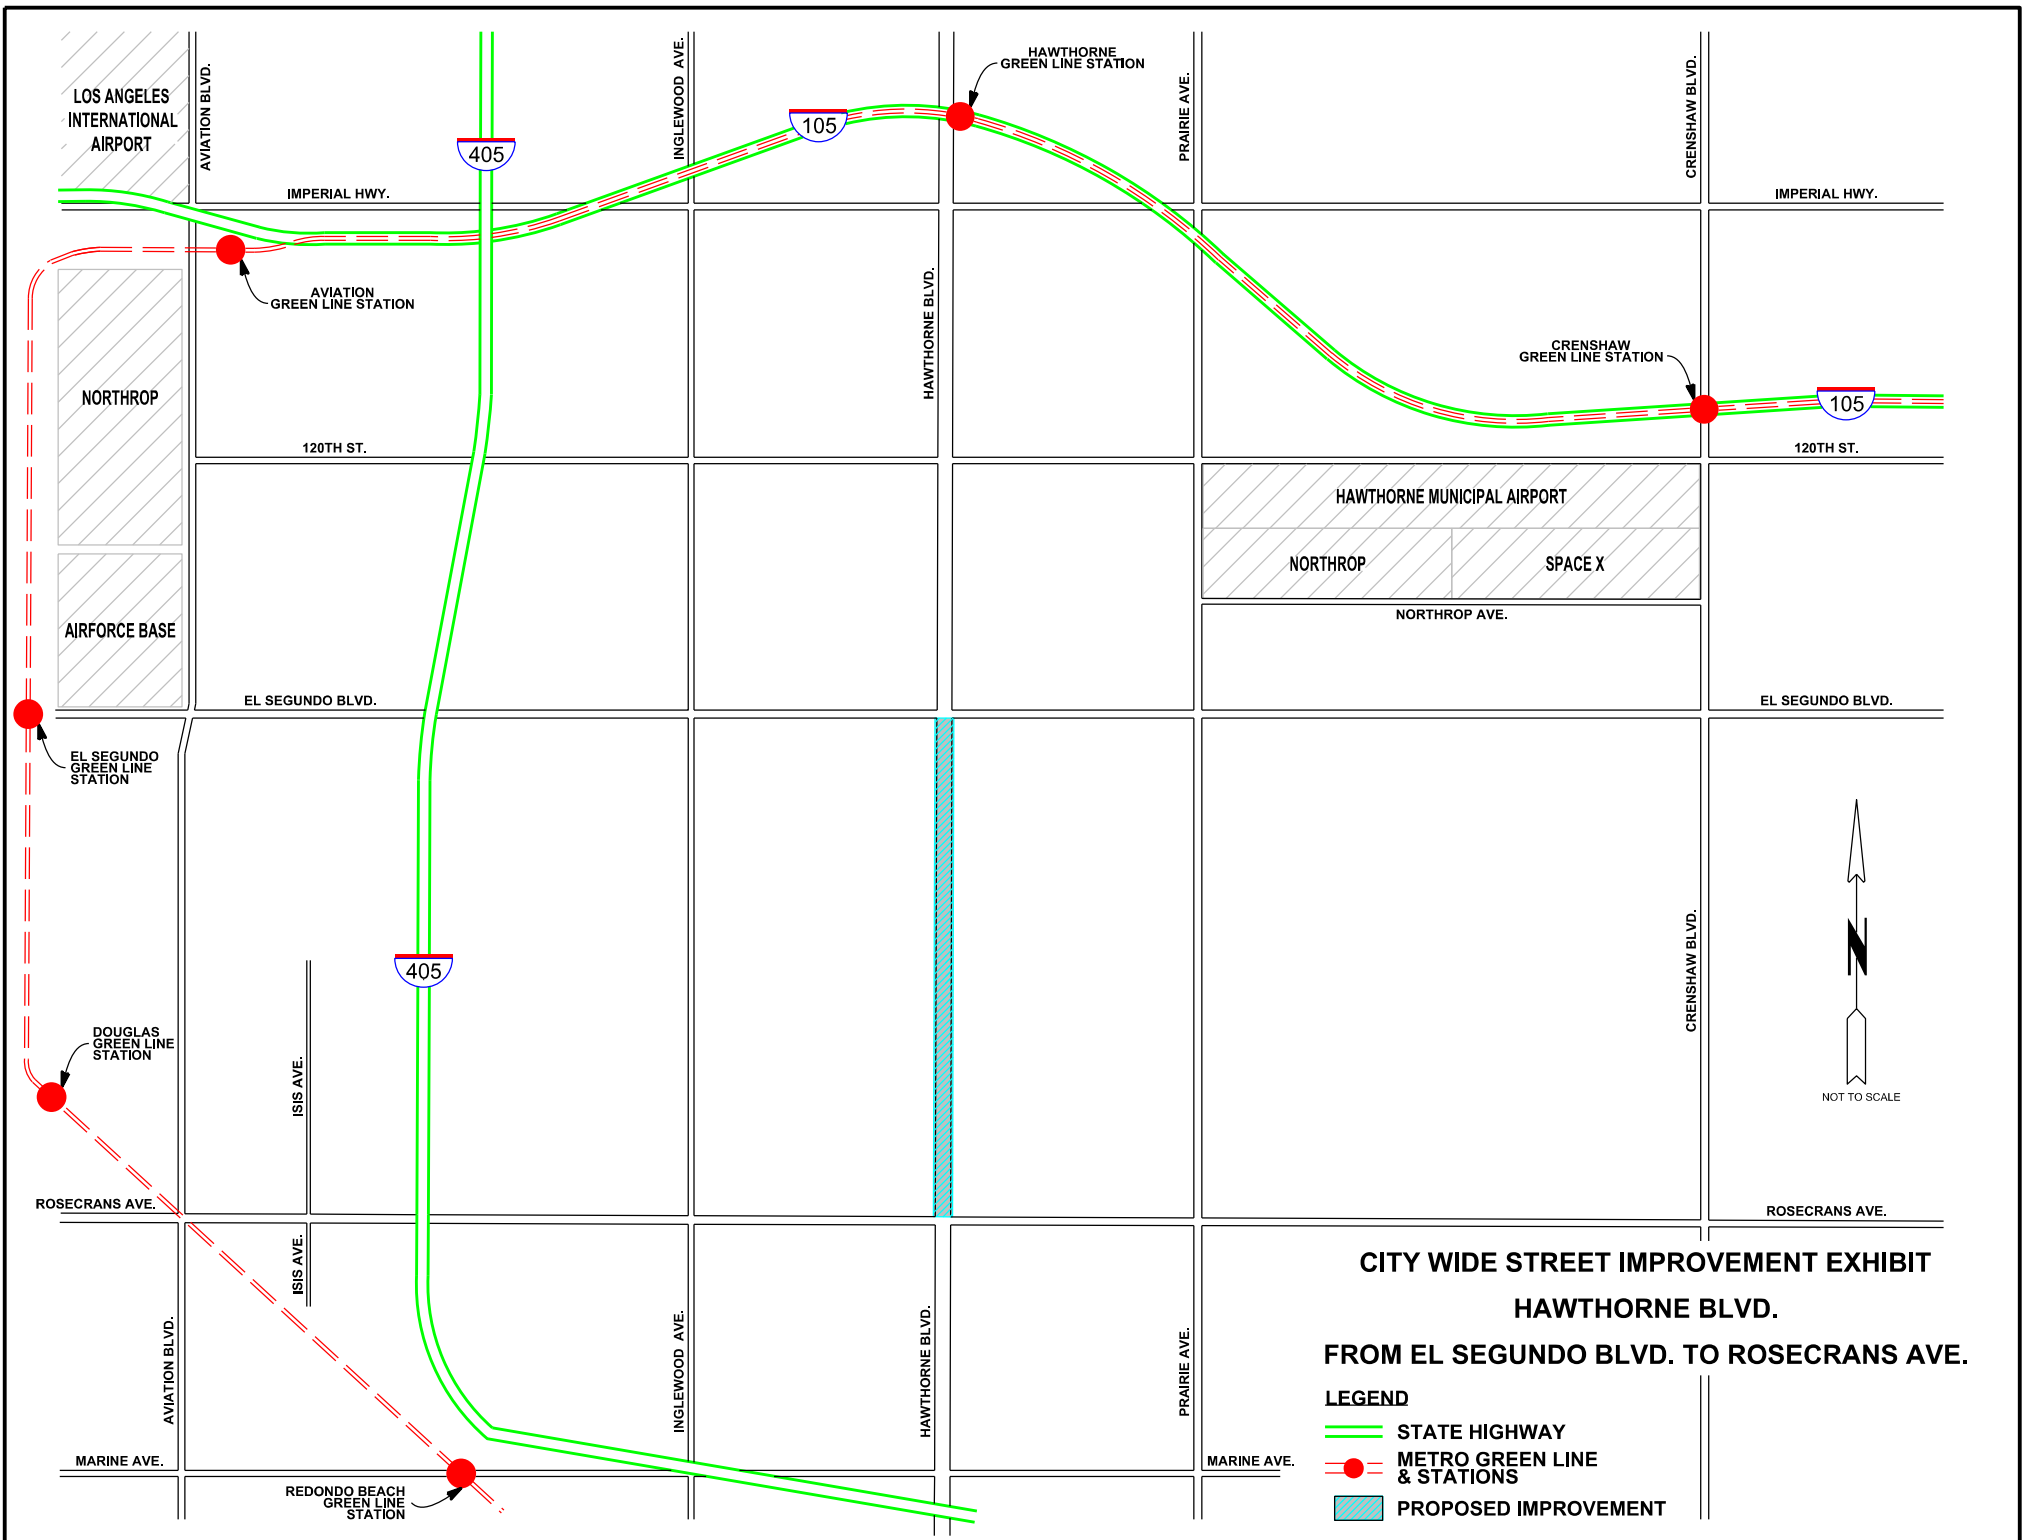 LOS ANGELES
INTERNATIONAL
AIRPORT
AVIATION BLVD.
405
INGLEWOOD AVE.
105
HAWTHORNE
GREEN LINE STATION
PRAIRIE AVE.
CRENSHAW BLVD.
IMPERIAL HWY.
IMPERIAL HWY.
AVIATION
GREEN LINE STATION
HAWTHORNE BLVD.
CRENSHAW
GREEN LINE STATION
105
NORTHROP
120TH ST.
120TH ST.
HAWTHORNE MUNICIPAL AIRPORT
NORTHROP
SPACE X
NORTHROP AVE.
AIRFORCE BASE
EL SEGUNDO BLVD.
EL SEGUNDO BLVD.
EL SEGUNDO
GREEN LINE
STATION
405
CRENSHAW BLVD.
N
NOT TO SCALE
DOUGLAS
GREEN LINE
STATION
ISIS AVE.
ROSECRANS AVE.
ROSECRANS AVE.
ISIS AVE.
AVIATION BLVD.
INGLEWOOD AVE.
HAWTHORNE BLVD.
PRAIRIE AVE.
MARINE AVE.
MARINE AVE.
REDONDO BEACH
GREEN LINE
STATION
CITY WIDE STREET IMPROVEMENT EXHIBIT
HAWTHORNE BLVD.
FROM EL SEGUNDO BLVD. TO ROSECRANS AVE.
LEGEND
STATE HIGHWAY
METRO GREEN LINE
& STATIONS
PROPOSED IMPROVEMENT